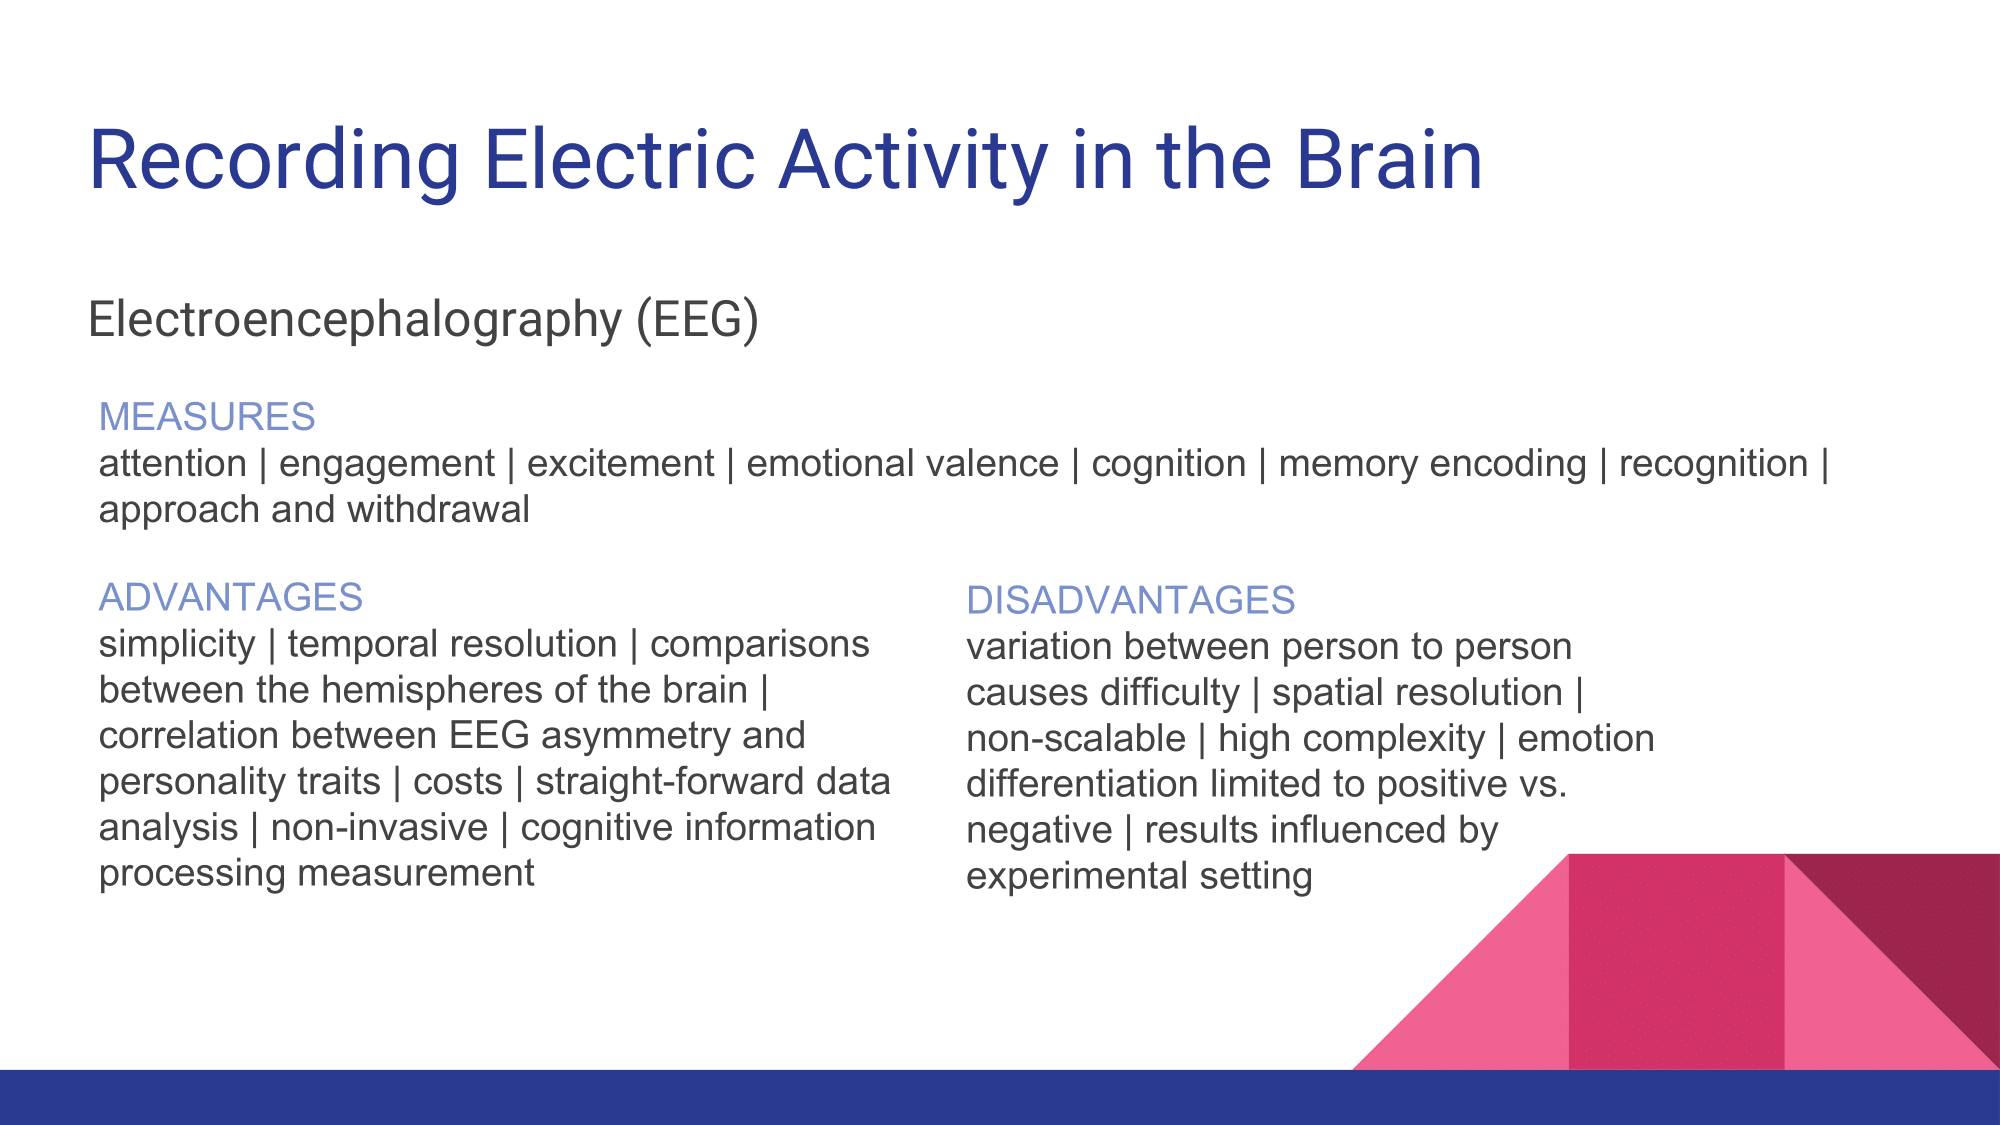 Recording Electric Activity in the Brain
Electroencephalography (EEG)
MEASURES
attention | engagement | excitement | emotional valence | cognition | memory encoding | recognition |
approach and withdrawal
ADVANTAGES
simplicity | temporal resolution | comparisons
between the hemispheres of the brain |
correlation between EEG asymmetry and
personality traits | costs | straight-forward data
analysis | non-invasive | cognitive information
processing measurement
DISADVANTAGES
variation between person to person
causes difficulty | spatial resolution |
non-scalable | high complexity | emotion
differentiation limited to positive vs.
negative | results influenced by
experimental setting